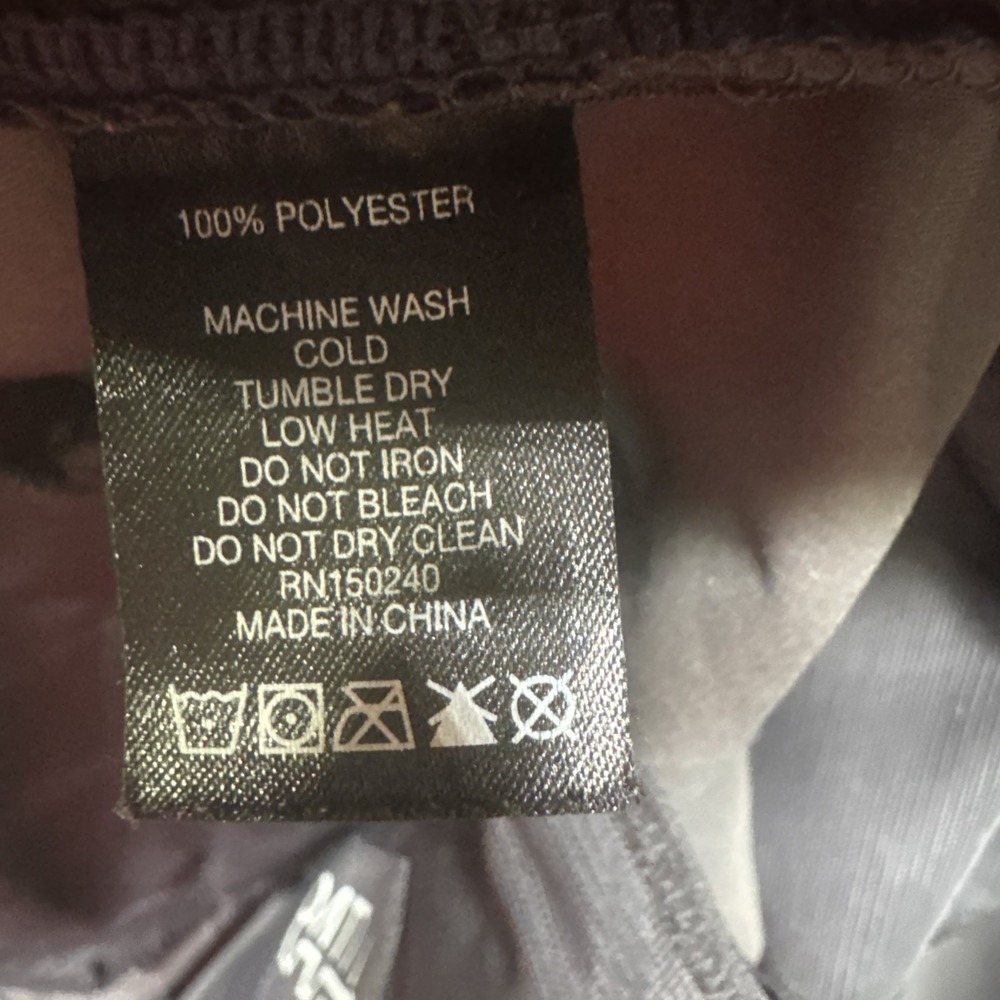 100% POLYESTER
MACHINE WASH
COLD
TUMBLE DRY
LOW HEAT
DO NOT IRON
DO NOT BLEACH
DO NOT DRY CLEAN
RN150240
MADE IN CHINA